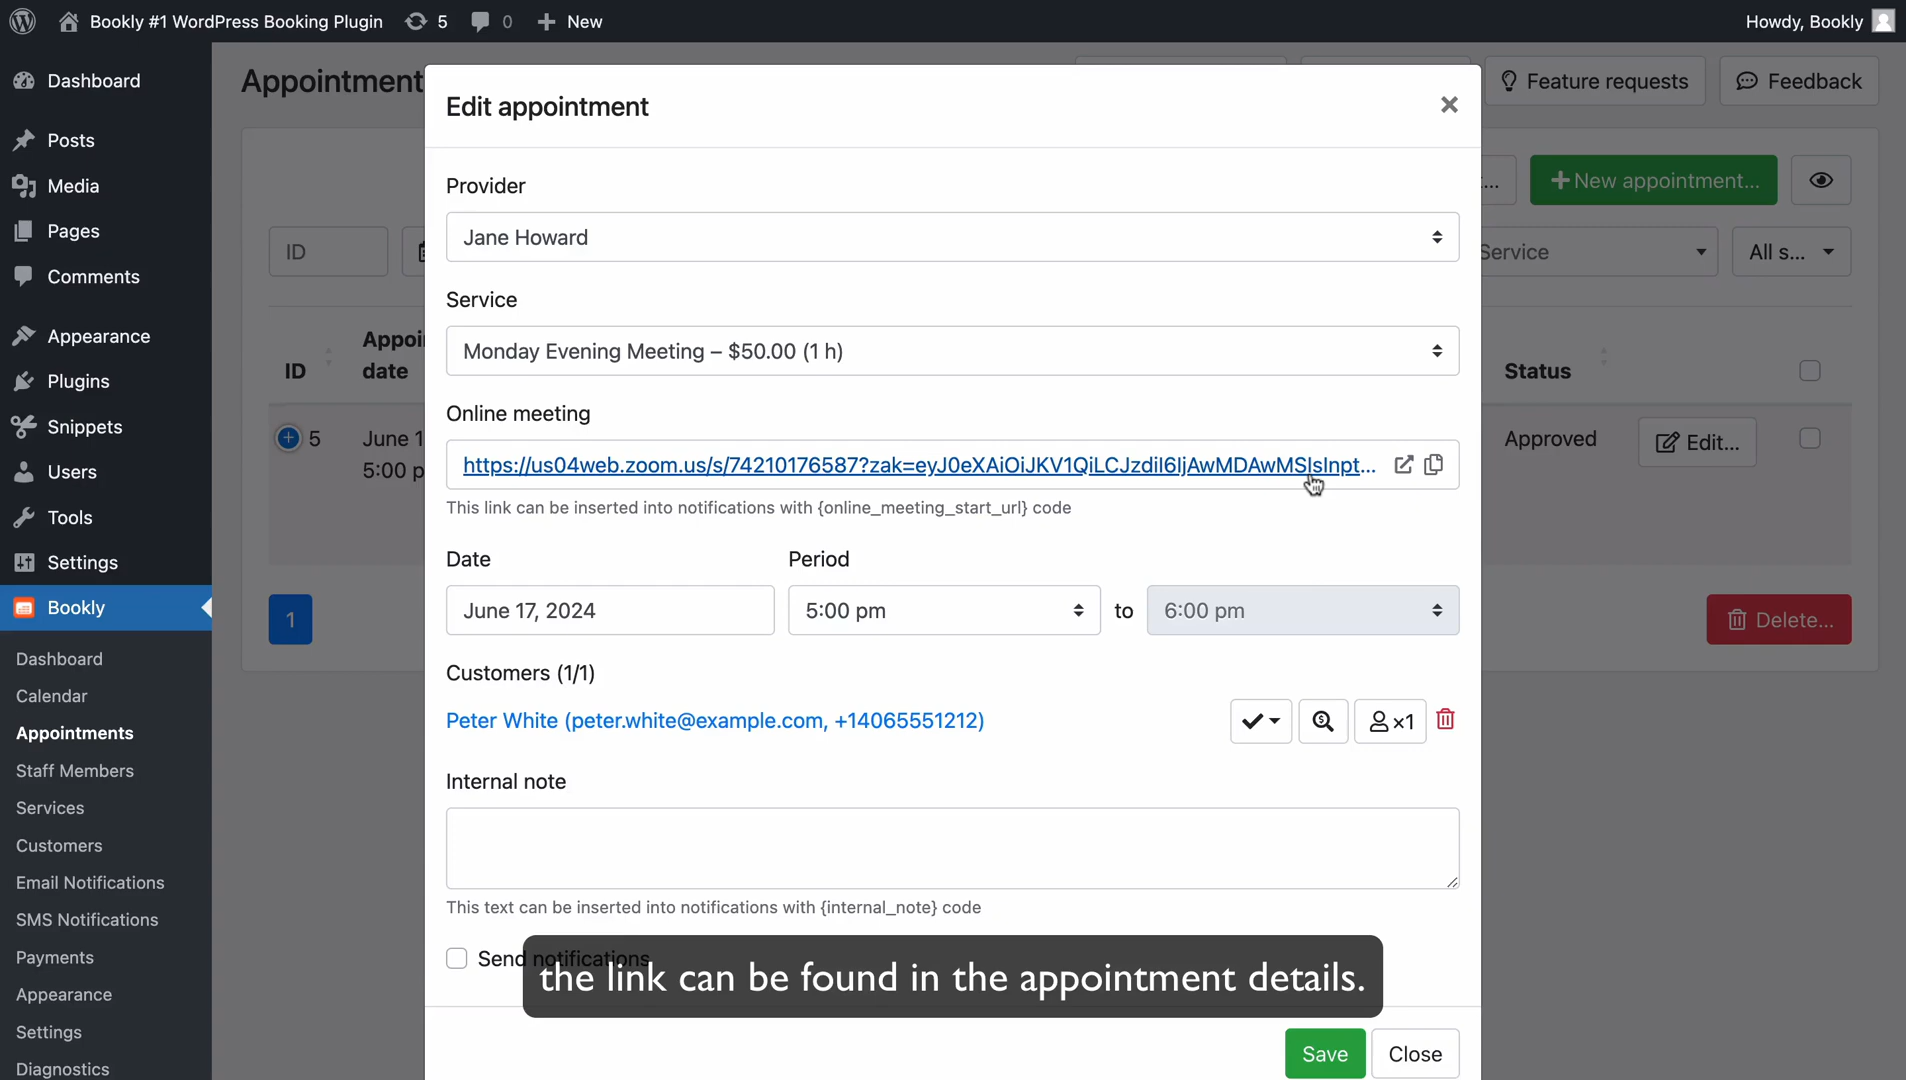 Bookly #1 WordPress Booking Plugin 5 0 New Howdy, Bookly
Dashboard
Posts
Media
Pages
Comments
Appearance
Plugins
Snippets
Users
Tools
Settings
Bookly
Dashboard
Calendar
Appointments
Staff Members
Services
Customers
Email Notifications
SMS Notifications
Payments
Appearance
Settings
Diagnostics
Appointment
Feature requests Feedback
... + New appointment...
ID Service All s...
ID Appoi
date Status
5 June 1
5:00 p Approved Edit...
1 Delete...
Edit appointment ×
Provider
Jane Howard
Service
Monday Evening Meeting – $50.00 (1 h)
Online meeting
https://us04web.zoom.us/s/74210176587?zak=eyJ0eXAiOiJKV1QiLCJzdiI6IjAwMDAwMSIsInpt...
This link can be inserted into notifications with {online_meeting_start_url} code
Date Period
June 17, 2024 5:00 pm to 6:00 pm
Customers (1/1)
Peter White (peter.white@example.com, +14065551212) ×1
Internal note
This text can be inserted into notifications with {internal_note} code
Send notifications
the link can be found in the appointment details.
Save Close